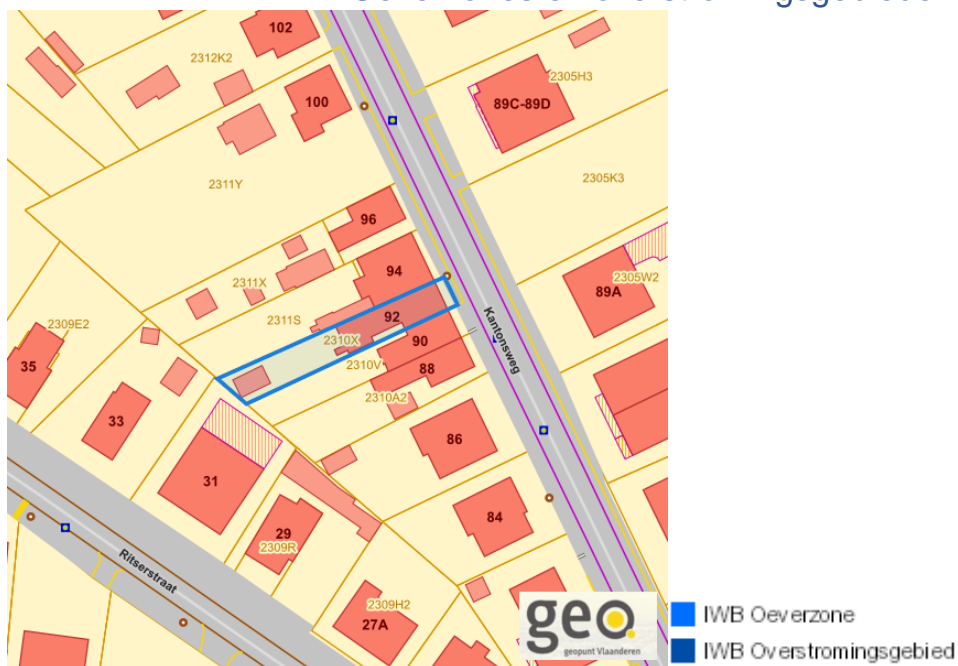 102
2312K2
2305H3
100
89C-89D
2311Y
2305K3
96
94
2305W2
2311X
89A
2311S
92
2309E2
2310X
Kantonsweg
90
35
2310V
88
2310A2
33
86
31
84
29
2309R
Ritserstraat
2309H2
27A
geo.
geopunt Vlaanderen
IWB Oeverzone
IWB Overstromingsgebied